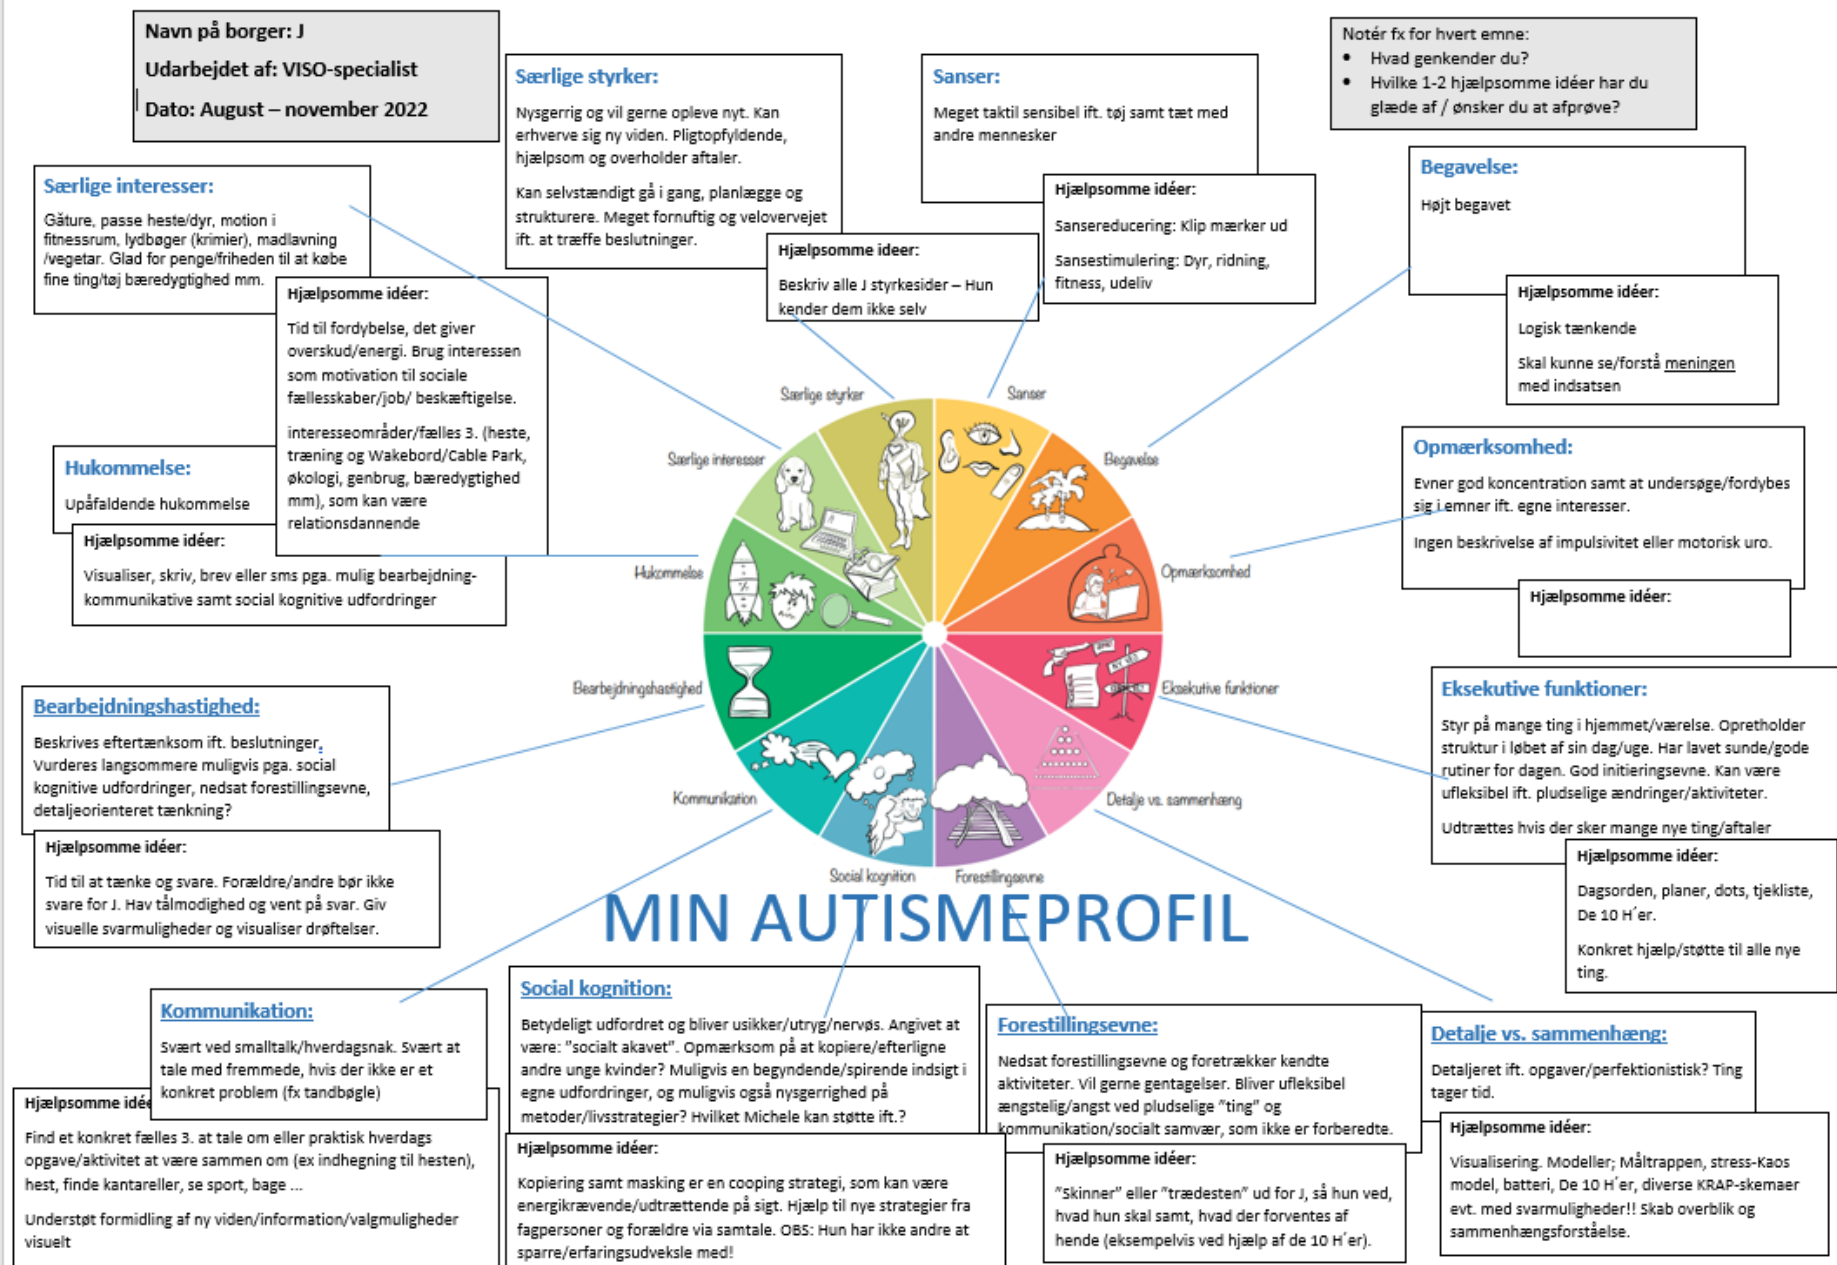 Navn på borger: J
Udarbejdet af: VISO-specialist
Dato: August – november 2022
Særlige styrker:
Nysgerrig og vil gerne opleve nyt. Kan
erhverve sig ny viden. Pligtopfyldende,
hjælpsom og overholder aftaler.
Kan selvstændigt gå i gang, planlægge og
strukturere. Meget fornuftig og velovervejet
ift. at træffe beslutninger.
Hjælpsomme ideer:
Beskriv alle J styrkesider – Hun
kender dem ikke selv
Sanser:
Meget taktil sensibel ift. tøj samt tæt med
andre mennesker
Hjælpsomme idéer:
Sansereducering: Klip mærker ud
Sansestimulering: Dyr, ridning,
fitness, udeliv
Notér fx for hvert emne:
• Hvad genkender du?
• Hvilke 1-2 hjælpsomme idéer har du
glæde af / ønsker du at afprøve?
Begavelse:
Højt begavet
Hjælpsomme idéer:
Logisk tænkende
Skal kunne se/forstå meningen
med indsatsen
Særlige interesser:
Gåture, passe heste/dyr, motion i
fitnessrum, lydbøger (krimier), madlavning
/vegetar. Glad for penge/friheden til at købe
fine ting/tøj bæredygtighed mm.
Hjælpsomme idéer:
Tid til fordybelse, det giver
overskud/energi. Brug interessen
som motivation til sociale
fællesskaber/job/ beskæftigelse.
interesseområder/fælles 3. (heste,
træning og Wakebord/Cable Park,
økologi, genbrug, bæredygtighed
mm), som kan være
relationsdannende
Hukommelse:
Upåfaldende hukommelse
Hjælpsomme idéer:
Visualiser, skriv, brev eller sms pga. mulig bearbejdning-
kommunikative samt social kognitive udfordringer
Opmærksomhed:
Evner god koncentration samt at undersøge/fordybes
sig i emner ift. egne interesser.
Ingen beskrivelse af impulsivitet eller motorisk uro.
Hjælpsomme idéer:
Særlige styrker
Sanser
Særlige interesser
Begavelse
Hukommelse
Opmærksomhed
Bearbejdningshastighed
Eksekutive funktioner
NY VEJ
Kommunikation
Detalje vs. sammenhæng
Social kognition
Forestillingsevne
MIN AUTISMEPROFIL
Bearbejdningshastighed:
Beskrives eftertænksom ift. beslutninger.
Vurderes langsommere muligvis pga. social
kognitive udfordringer, nedsat forestillingsevne,
detaljeorienteret tænkning?
Hjælpsomme idéer:
Tid til at tænke og svare. Forældre/andre bør ikke
svare for J. Hav tålmodighed og vent på svar. Giv
visuelle svarmuligheder og visualiser drøftelser.
Eksekutive funktioner:
Styr på mange ting i hjemmet/værelse. Opretholder
struktur i løbet af sin dag/uge. Har lavet sunde/gode
rutiner for dagen. God initieringsevne. Kan være
ufleksibel ift. pludselige ændringer/aktiviteter.
Udtrættes hvis der sker mange nye ting/aftaler
Hjælpsomme idéer:
Dagsorden, planer, dots, tjekliste,
De 10 H´er.
Konkret hjælp/støtte til alle nye
ting.
Kommunikation:
Svært ved smalltalk/hverdagsnak. Svært at
tale med fremmede, hvis der ikke er et
konkret problem (fx tandbøgle)
Hjælpsomme idée
Find et konkret fælles 3. at tale om eller praktisk hverdags
opgave/aktivitet at være sammen om (ex indhegning til hesten),
hest, finde kantareller, se sport, bage ...
Understøt formidling af ny viden/information/valgmuligheder
visuelt
Social kognition:
Betydeligt udfordret og bliver usikker/utryg/nervøs. Angivet at
være: ”socialt akavet”. Opmærksom på at kopiere/efterligne
andre unge kvinder? Muligvis en begyndende/spirende indsigt i
egne udfordringer, og muligvis også nysgerrighed på
metoder/livsstrategier? Hvilket Michele kan støtte ift.?
Hjælpsomme idéer:
Kopiering samt masking er en cooping strategi, som kan være
energikrævende/udtrættende på sigt. Hjælp til nye strategier fra
fagpersoner og forældre via samtale. OBS: Hun har ikke andre at
sparre/erfaringsudveksle med!
Forestillingsevne:
Nedsat forestillingsevne og foretrækker kendte
aktiviteter. Vil gerne gentagelser. Bliver ufleksibel
ængstelig/angst ved pludselige ”ting” og
kommunikation/socialt samvær, som ikke er forberedte.
Hjælpsomme idéer:
”Skinner” eller ”trædesten” ud for J, så hun ved,
hvad hun skal samt, hvad der forventes af
hende (eksempelvis ved hjælp af de 10 H´er).
Detalje vs. sammenhæng:
Detaljeret ift. opgaver/perfektionistisk? Ting
tager tid.
Hjælpsomme idéer:
Visualisering. Modeller; Måltrappen, stress-Kaos
model, batteri, De 10 H´er, diverse KRAP-skemaer
evt. med svarmuligheder!! Skab overblik og
sammenhængsforståelse.